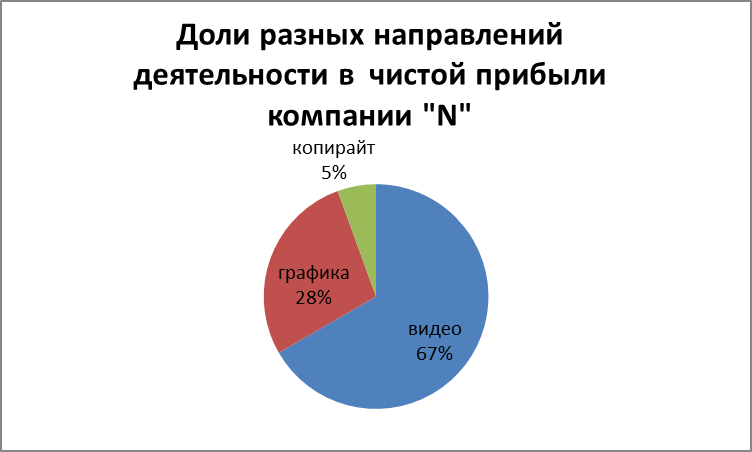 Доли разных направлений
деятельности в чистой прибыли
компании "N"
копирайт
5%
графика
28%
видео
67%